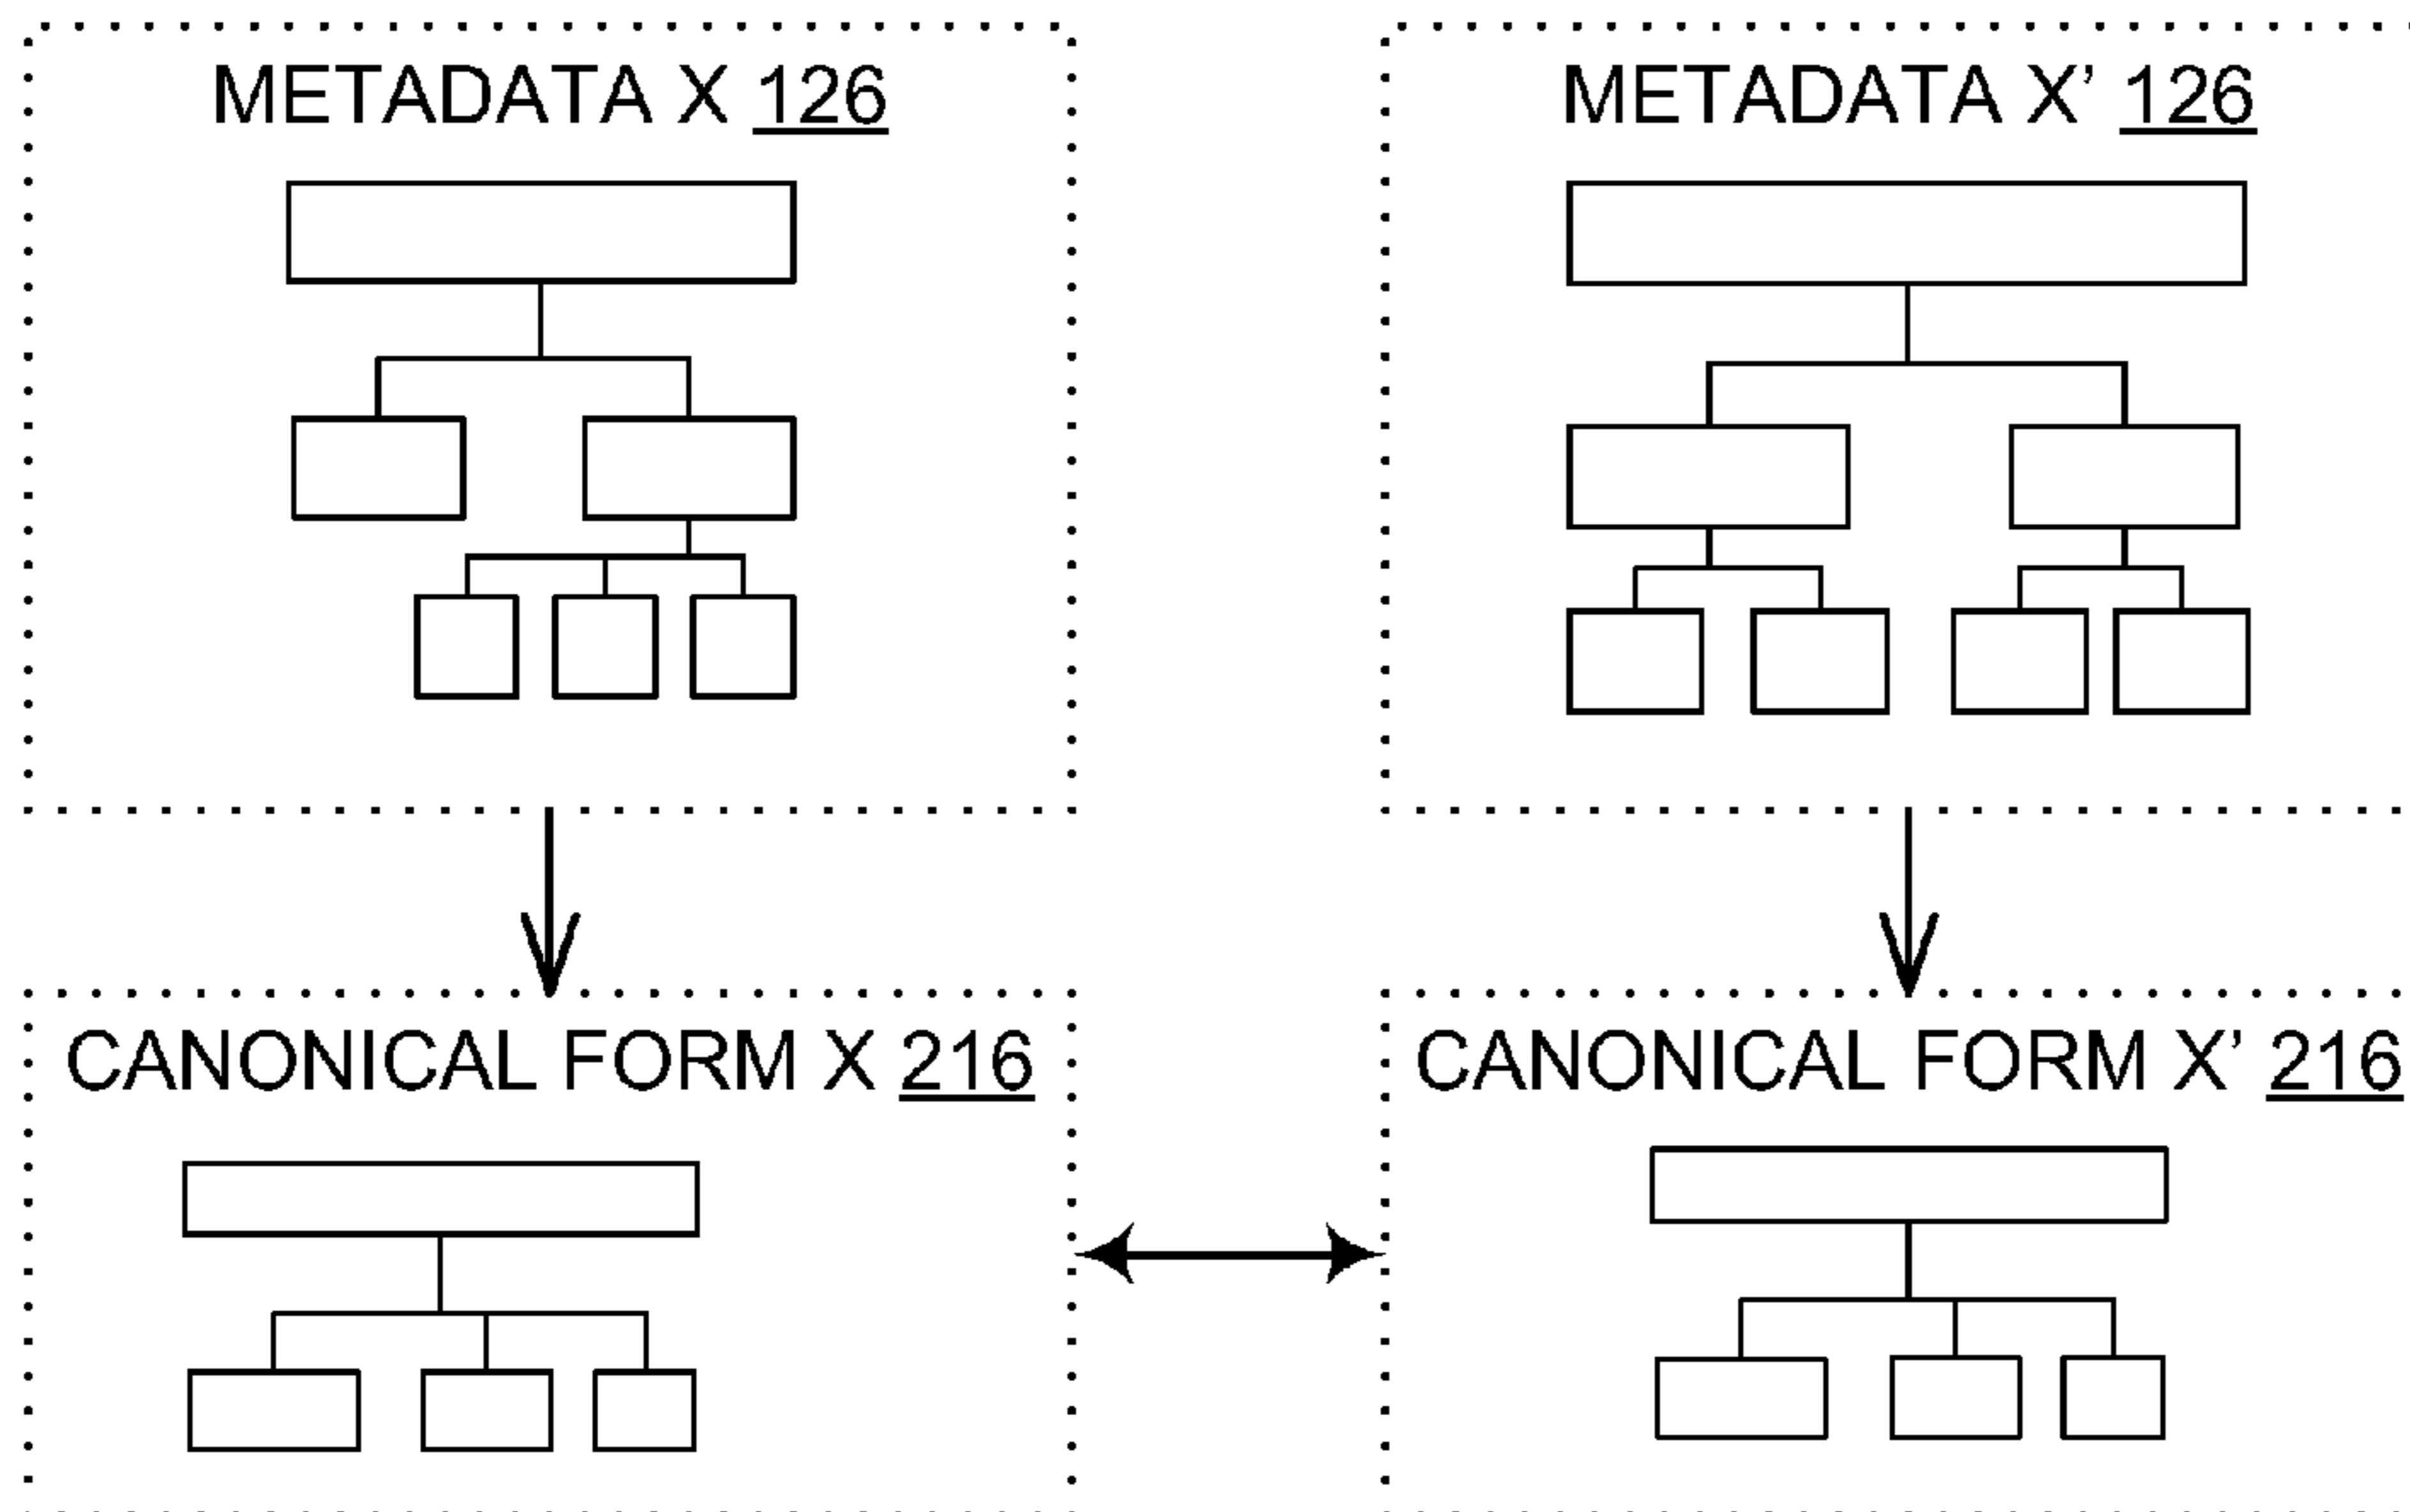 METADATA X 126
METADATA X’ 126
CANONICAL FORM X 216
CANONICAL FORM X’ 216